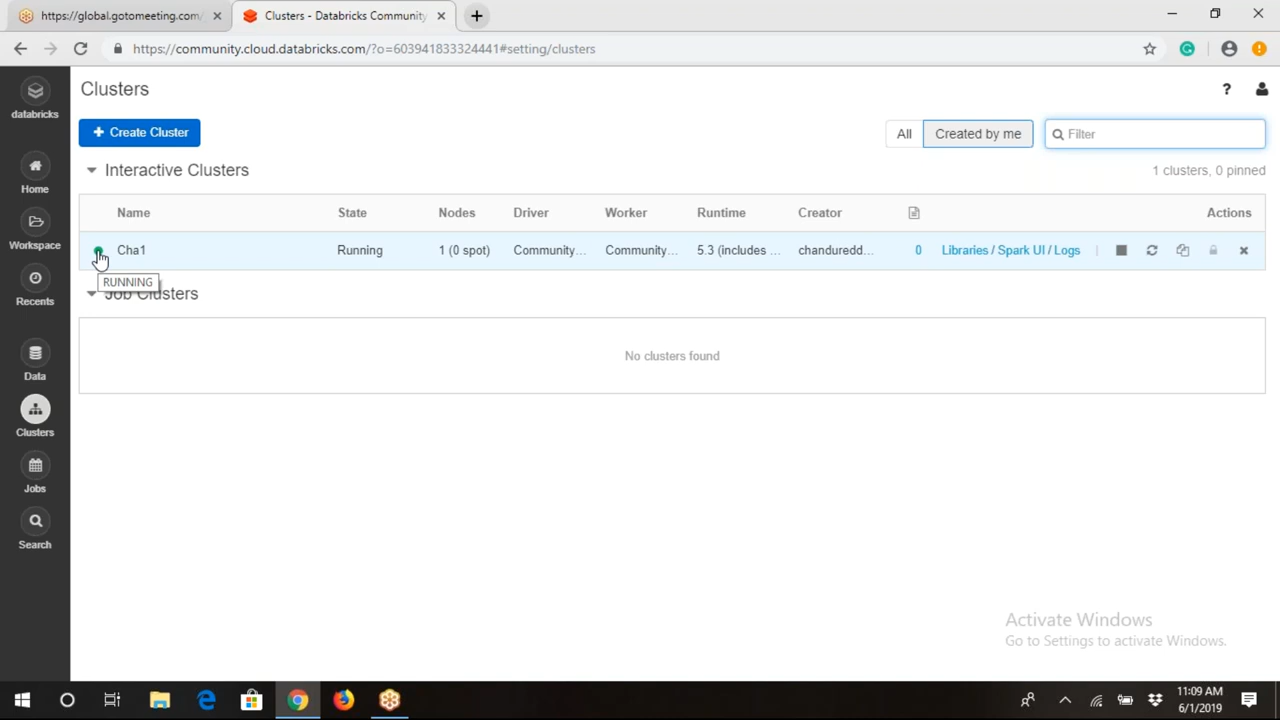 https://global.gotomeeting.com/
Clusters - Databricks Community
https://community.cloud.databricks.com/?o=603941833324441#setting/clusters
databricks
Clusters
?
+ Create Cluster
All
Created by me
Filter
Home
Interactive Clusters
1 clusters, 0 pinned
Name
State
Nodes
Driver
Worker
Runtime
Creator
Actions
Workspace
Cha1
Running
1 (0 spot)
Community...
Community...
5.3 (includes ...
chanduredd...
0
Libraries / Spark UI / Logs
RUNNING
Recents
Job Clusters
No clusters found
Data
Clusters
Jobs
Search
Activate Windows
Go to Settings to activate Windows.
11:09 AM
6/1/2019